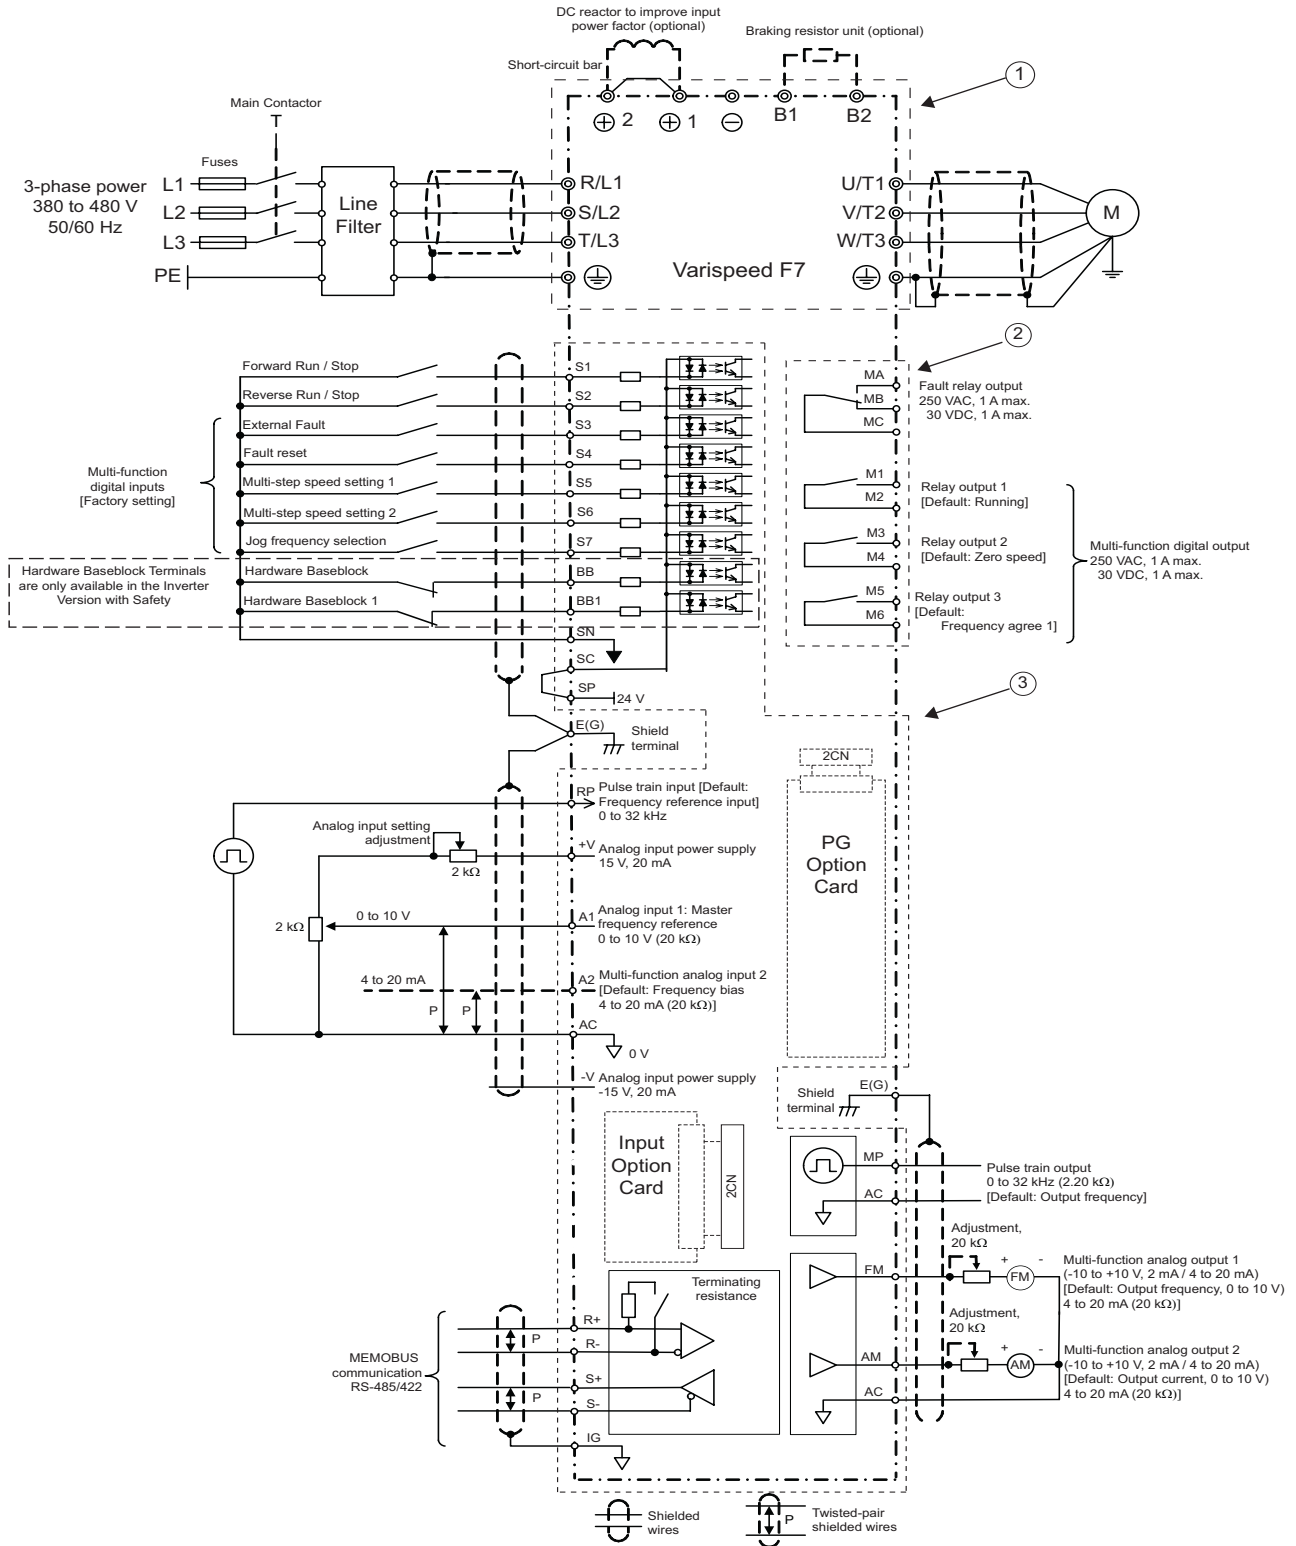 DC reactor to improve input
power factor (optional)
Braking resistor unit (optional)
Short-circuit bar
1
Main Contactor
2
1
B1
B2
Fuses
3-phase power
380 to 480 V
50/60 Hz
L1
L2
L3
PE
Line
Filter
R/L1
S/L2
T/L3
U/T1
V/T2
W/T3
M
Varispeed F7
2
Forward Run / Stop
S1
Reverse Run / Stop
S2
External Fault
S3
Fault reset
S4
Multi-step speed setting 1
S5
Multi-step speed setting 2
S6
Jog frequency selection
S7
Multi-function
digital inputs
[Factory setting]
Hardware Baseblock Terminals
are only available in the Inverter
Version with Safety
Hardware Baseblock
BB
Hardware Baseblock 1
BB1
SN
SC
SP
24 V
E(G)
Shield
terminal
MA
MB
MC
Fault relay output
250 VAC, 1 A max.
30 VDC, 1 A max.
M1
M2
Relay output 1
[Default: Running]
M3
M4
Relay output 2
[Default: Zero speed]
M5
M6
Relay output 3
[Default:
Frequency agree 1]
Multi-function digital output
250 VAC, 1 A max.
30 VDC, 1 A max.
3
2CN
PG
Option
Card
RP
Pulse train input [Default:
Frequency reference input]
0 to 32 kHz
Analog input setting
adjustment
2 kΩ
+V
Analog input power supply
15 V, 20 mA
2 kΩ
0 to 10 V
A1
Analog input 1: Master
frequency reference
0 to 10 V (20 kΩ)
4 to 20 mA
A2
Multi-function analog input 2
[Default: Frequency bias
4 to 20 mA (20 kΩ)]
P
P
AC
0 V
-V
Analog input power supply
-15 V, 20 mA
Input
Option
Card
2CN
Shield
terminal
E(G)
MP
AC
Pulse train output
0 to 32 kHz (2.20 kΩ)
[Default: Output frequency]
Adjustment,
20 kΩ
FM
+
-
FM
Multi-function analog output 1
(-10 to +10 V, 2 mA / 4 to 20 mA)
[Default: Output frequency, 0 to 10 V)
4 to 20 mA (20 kΩ)]
Adjustment,
20 kΩ
AM
+
-
AM
AC
Multi-function analog output 2
(-10 to +10 V, 2 mA / 4 to 20 mA)
[Default: Output current, 0 to 10 V)
4 to 20 mA (20 kΩ)]
Terminating
resistance
MEMOBUS
communication
RS-485/422
P
P
R+
R-
S+
S-
IG
Shielded
wires
P
Twisted-pair
shielded wires